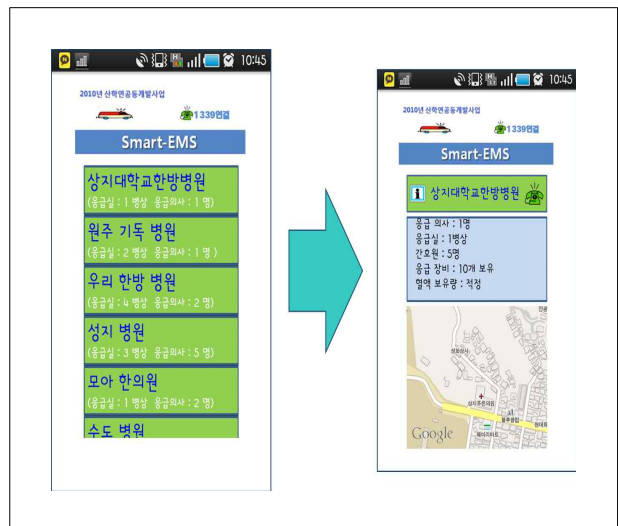 10:45
2010년 산학연공동개발사업
1339연결
Smart-EMS
상지대학교한방병원
(응급실 : 1 병상 응급의사 : 1 명)
원주 기독 병원
(응급실 : 2 병상 응급의사 : 1 명.)
우리 한방 병원
(응급실 : 4 병상 응급의사 : 2 명)
성지 병원
(응급실 : 3 병상 응급의사 : 5 명)
모아 한의원
(응급실 : 1 병상 응급의사 : 2 명)
수도 병원
10:45
2010년 산학연공동개발사업
1339연결
Smart-EMS
상지대학교한방병원
응급 의사 : 1명
응급실 : 1병상
간호원 : 5명
응급 장비 : 10개 보유
혈액 보유량 : 적정
Google